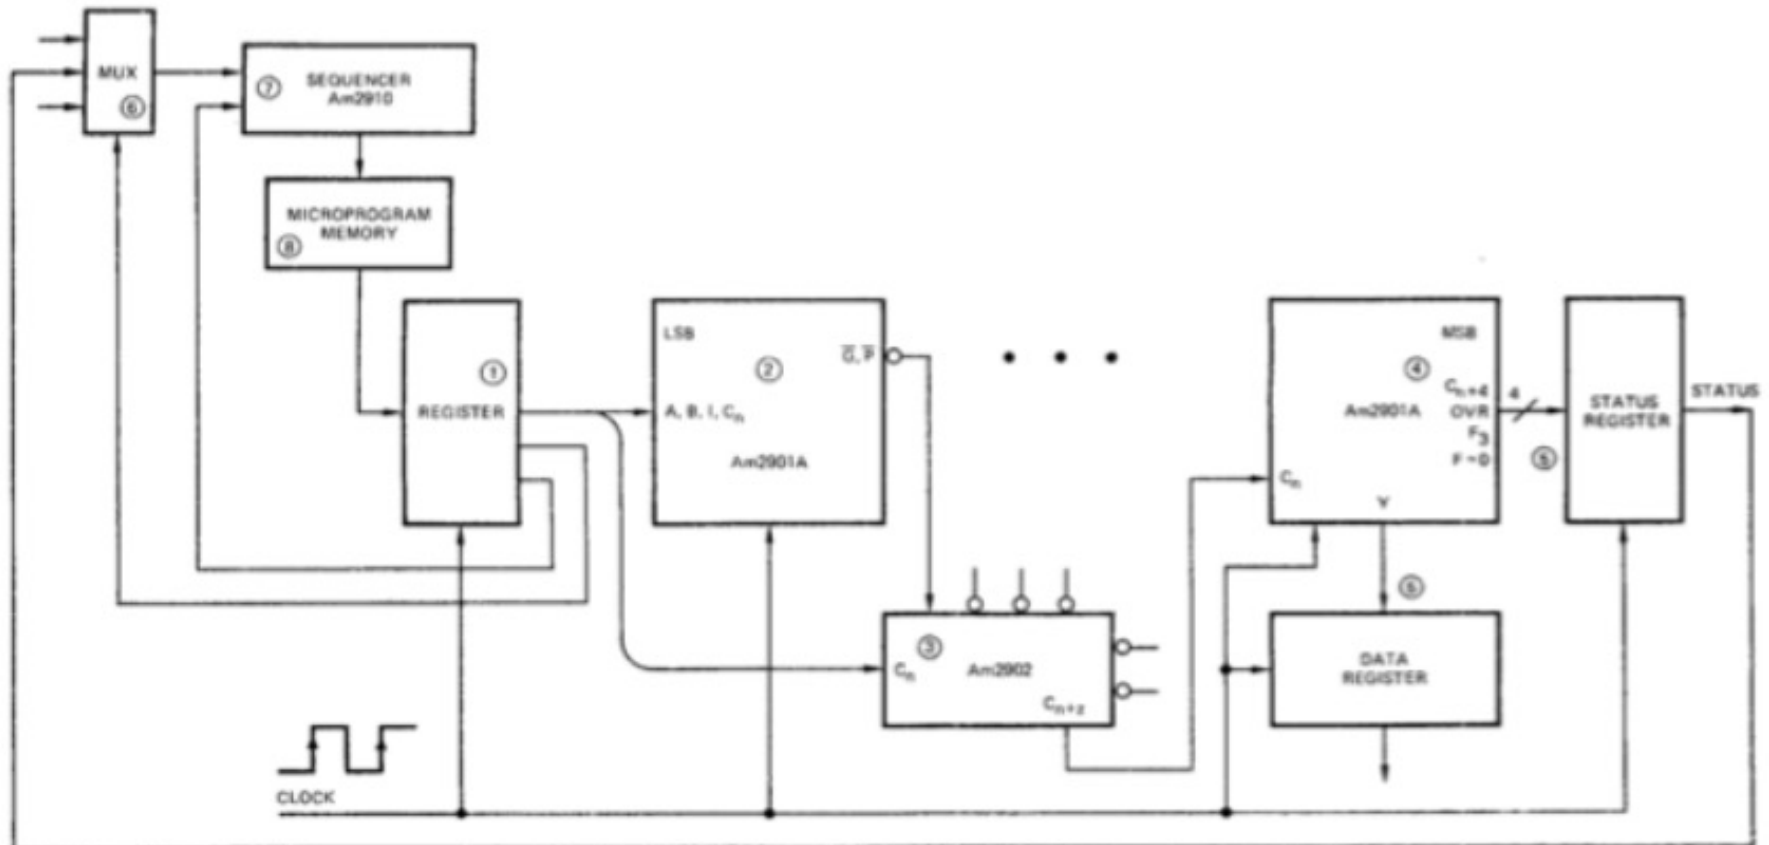 MUX
⑥
⑦
SEQUENCER
Am2910
MICROPROGRAM
MEMORY
⑧
①
REGISTER
LSB
②
G̅, P̅
A, B, I, Cn
Am2901A
MSB
④
Cn+4
Am2901A
OVR
F3
F=0
Cn
Y
4
⑤
STATUS
REGISTER
STATUS
③
Cn
Am2902
Cn+z
⑤
DATA
REGISTER
CLOCK